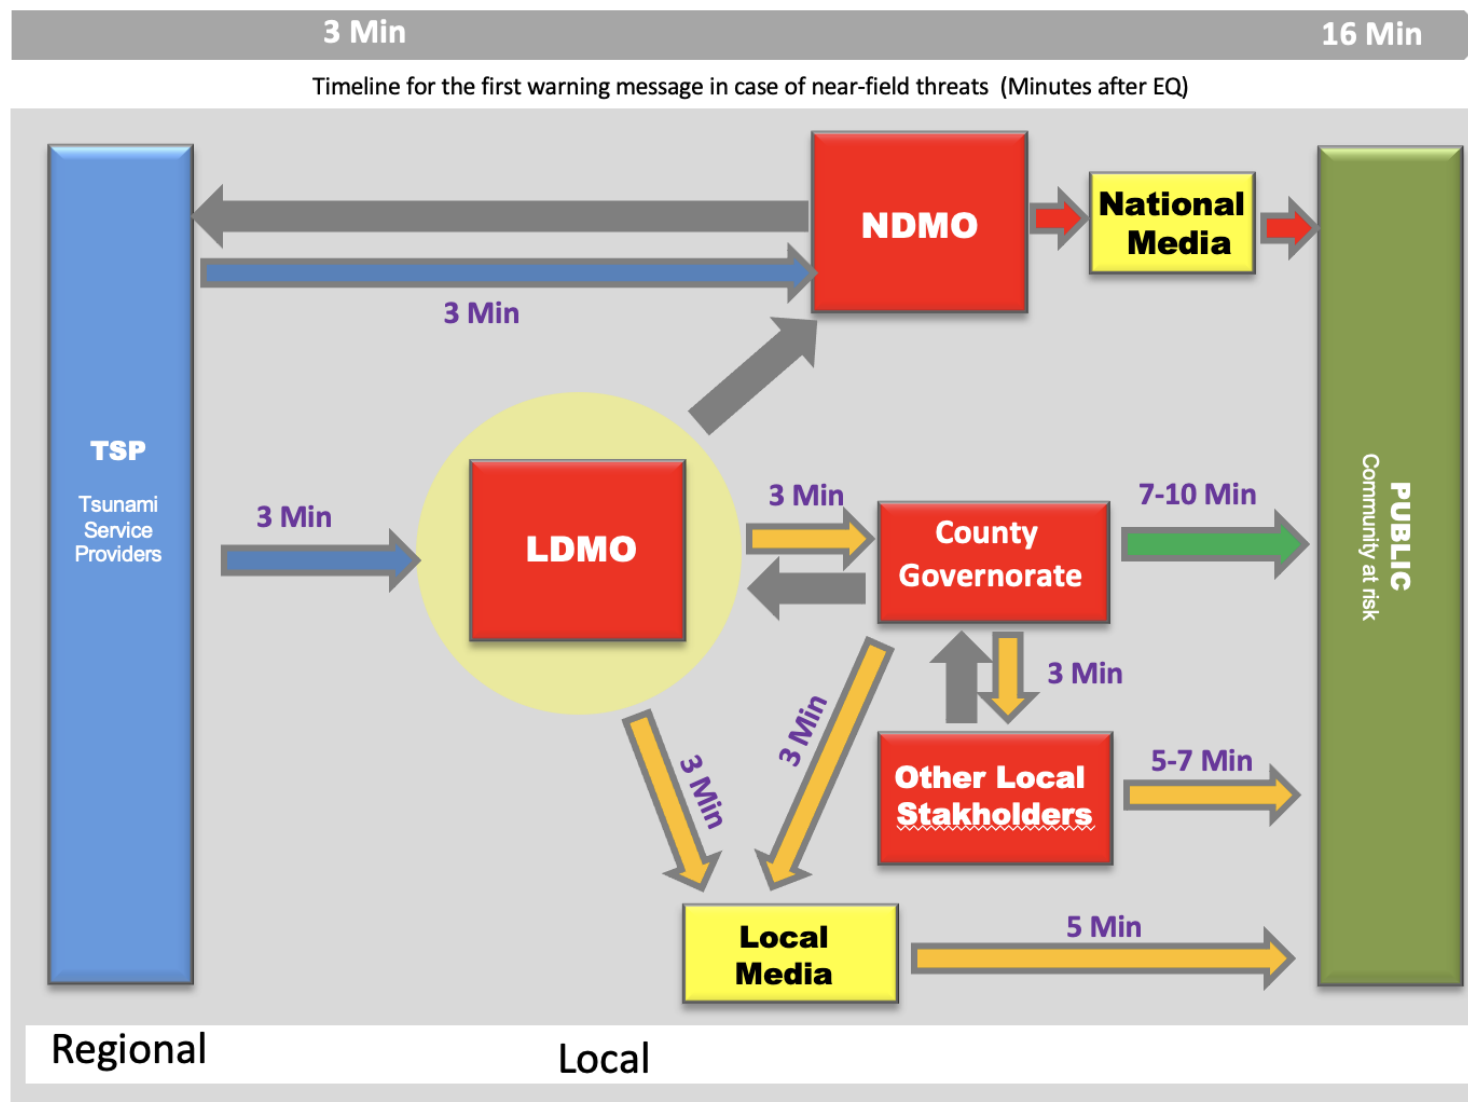 3 Min
16 Min
Timeline for the first warning message in case of near-field threats (Minutes after EQ)
TSP
Tsunami
Service
Providers
NDMO
National
Media
3 Min
3 Min
LDMO
3 Min
County
Governorate
7-10 Min
PUBLIC
Community at risk
3 Min
3 Min
3 Min
Other Local
Stakholders
5-7 Min
Local
Media
5 Min
Regional
Local